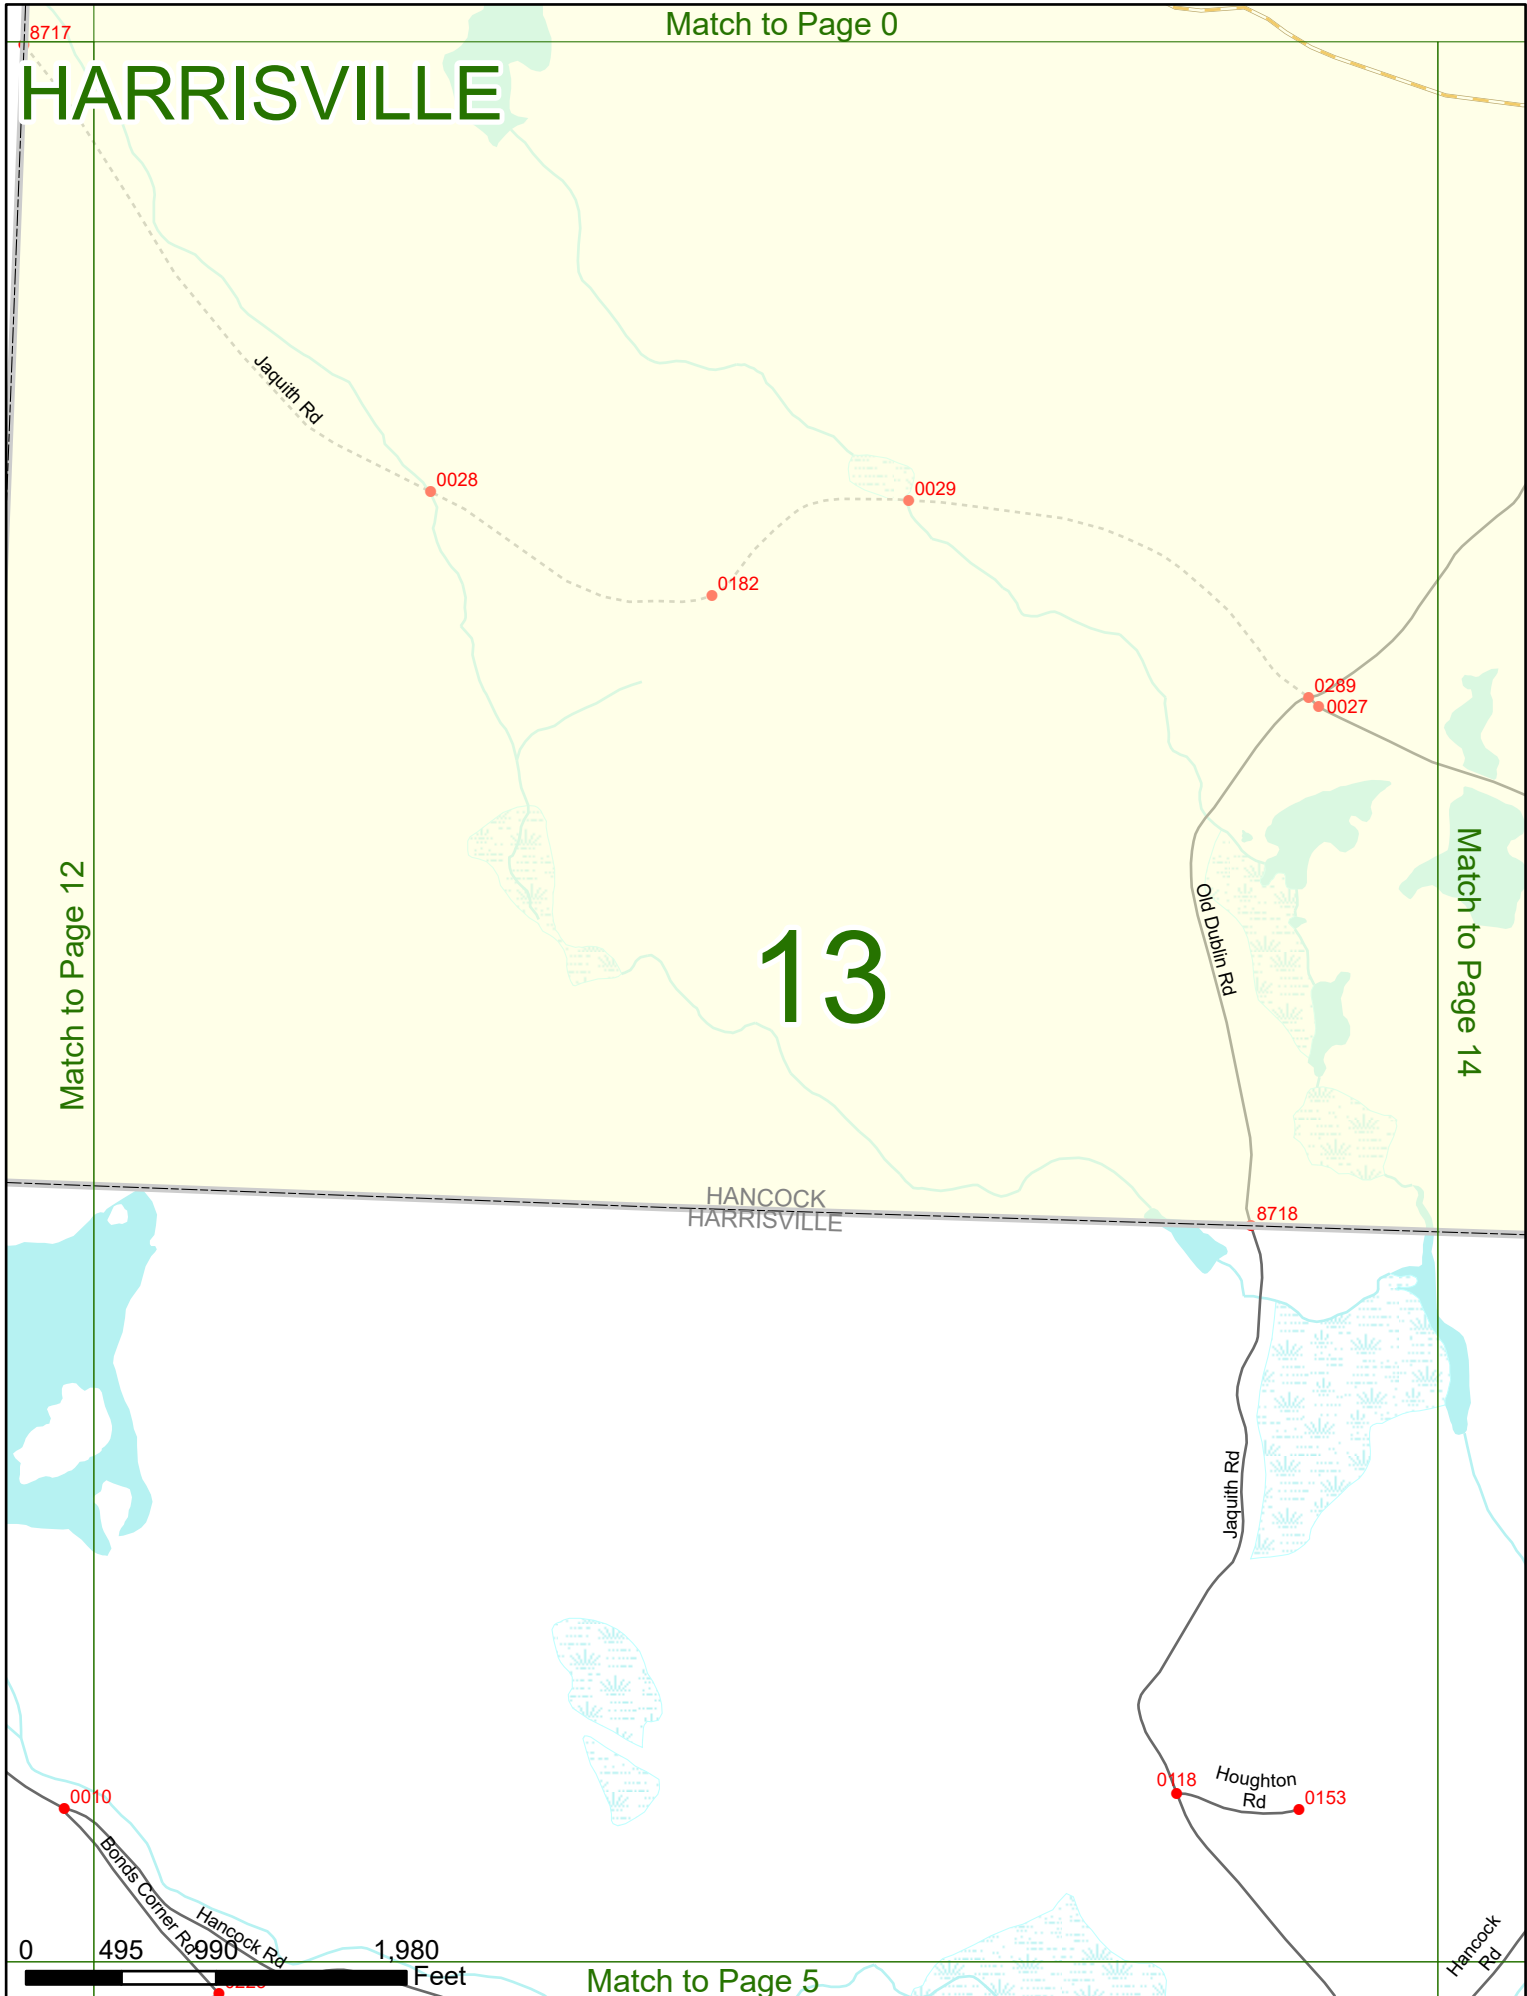 Match to Page 0
8717
HARRISVILLE
Jaquith Rd
0028
0029
0182
0289
0027
Match to Page 12
Match to Page 14
13
Old Dublin Rd
HANCOCK
HARRISVILLE
8718
Jaquith Rd
0118
Houghton
Rd
0153
0010
Bonds Corner Rd
Hancock Rd
Hancock
Rd
0 495 990 1,980
Feet
Match to Page 5